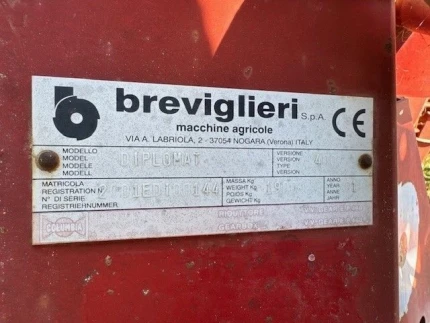 breviglieri S.p.A. CE
macchine agricole
VIA A. LABRIOLA, 2 - 37054 NOGARA (Verona) ITALY
MODELLO
MODEL
MODELE
MODELL
DIPLOMAT
VERSIONE
VERSION
TYPE
VERSION
4
MATRICOLA
REGISTRATION N°
N° DI SERIE
REGISTRIERNUMMER
MASSA Kg
WEIGHT Kg
POIDS Kg
GEWICHT Kg
ANNO
YEAR
ANNEE
JAHR
COLOMBIA